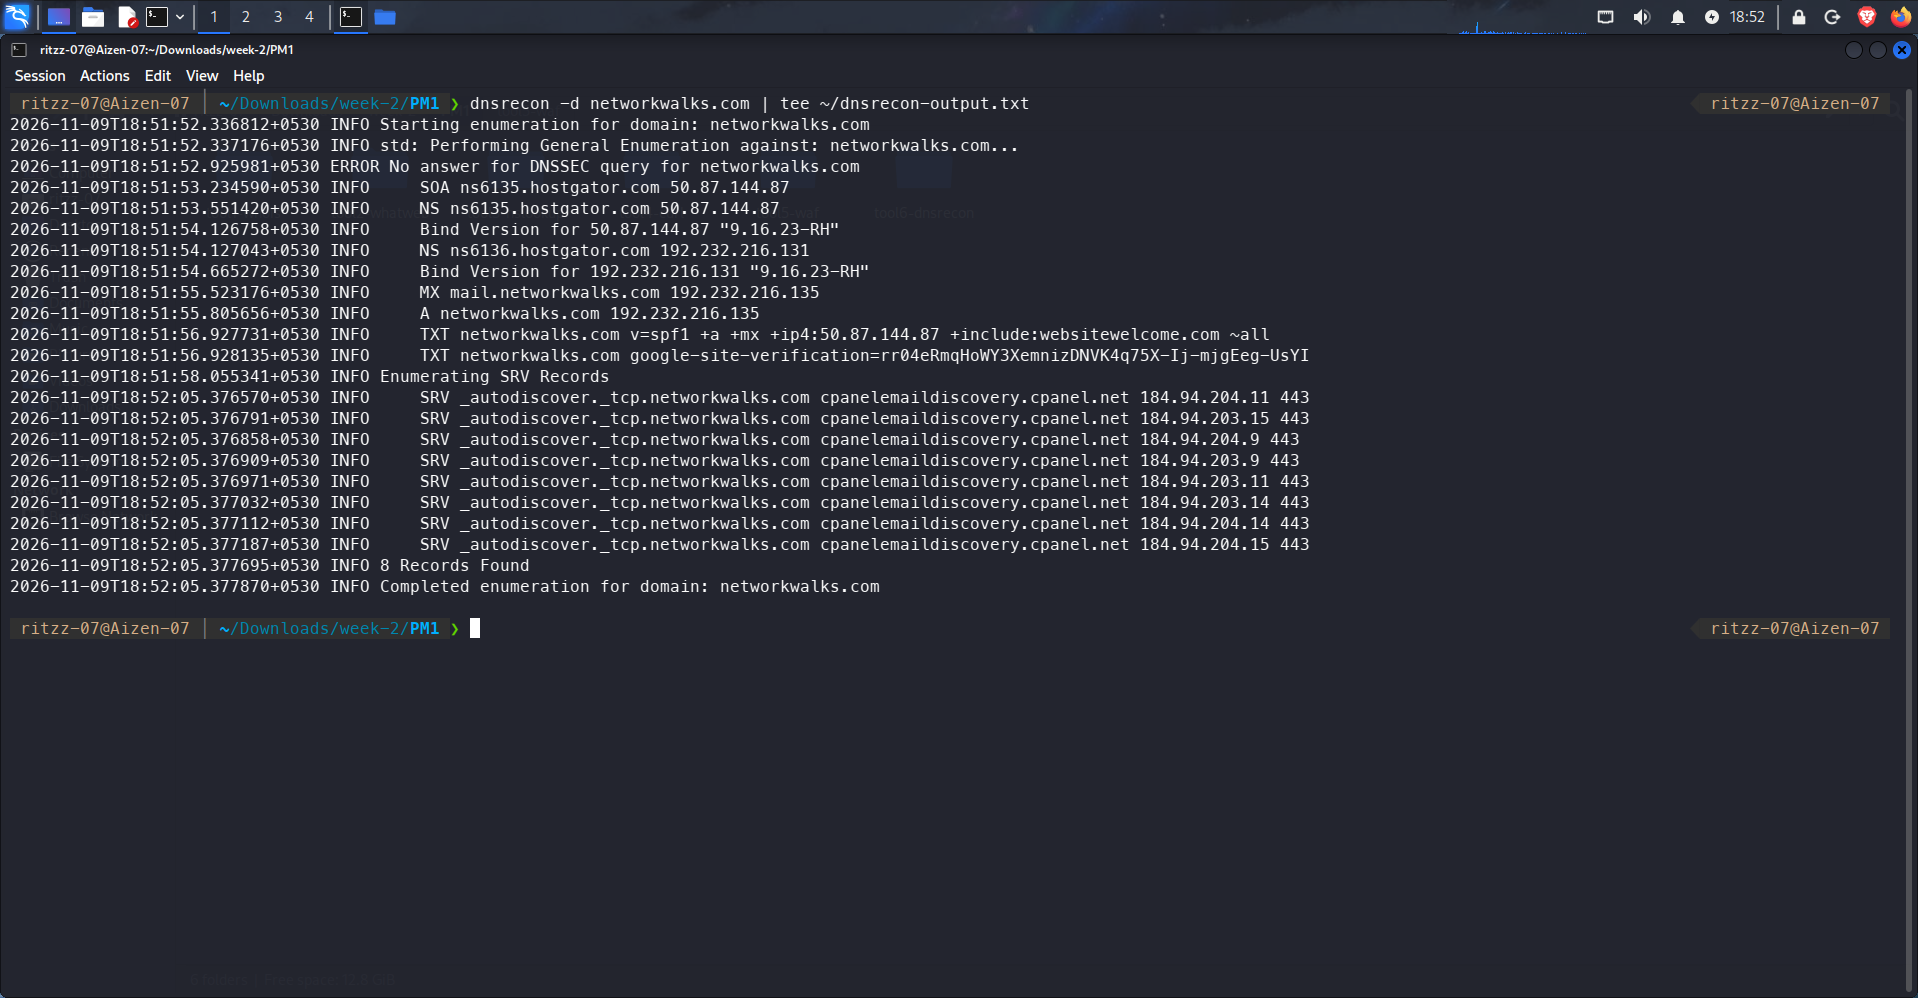 1 2 3 4 18:52
ritzz-07@Aizen-07:~/Downloads/week-2/PM1
Session Actions Edit View Help
ritzz-07@Aizen-07 ~/Downloads/week-2/PM1 ❯ dnsrecon -d networkwalks.com | tee ~/dnsrecon-output.txt ritzz-07@Aizen-07
2026-11-09T18:51:52.336812+0530 INFO Starting enumeration for domain: networkwalks.com
2026-11-09T18:51:52.337176+0530 INFO std: Performing General Enumeration against: networkwalks.com...
2026-11-09T18:51:52.925981+0530 ERROR No answer for DNSSEC query for networkwalks.com
2026-11-09T18:51:53.234590+0530 INFO SOA ns6135.hostgator.com 50.87.144.87
2026-11-09T18:51:53.551420+0530 INFO NS ns6135.hostgator.com 50.87.144.87
2026-11-09T18:51:54.126758+0530 INFO Bind Version for 50.87.144.87 "9.16.23-RH"
2026-11-09T18:51:54.127043+0530 INFO NS ns6136.hostgator.com 192.232.216.131
2026-11-09T18:51:54.665272+0530 INFO Bind Version for 192.232.216.131 "9.16.23-RH"
2026-11-09T18:51:55.523176+0530 INFO MX mail.networkwalks.com 192.232.216.135
2026-11-09T18:51:55.805656+0530 INFO A networkwalks.com 192.232.216.135
2026-11-09T18:51:56.927731+0530 INFO TXT networkwalks.com v=spf1 +a +mx +ip4:50.87.144.87 +include:websitewelcome.com ~all
2026-11-09T18:51:56.928135+0530 INFO TXT networkwalks.com google-site-verification=rr04eRmqHoWY3XemnizDNVK4q75X-Ij-mjgEeg-UsYI
2026-11-09T18:51:58.055341+0530 INFO Enumerating SRV Records
2026-11-09T18:52:05.376570+0530 INFO SRV _autodiscover._tcp.networkwalks.com cpanelemaildiscovery.cpanel.net 184.94.204.11 443
2026-11-09T18:52:05.376791+0530 INFO SRV _autodiscover._tcp.networkwalks.com cpanelemaildiscovery.cpanel.net 184.94.203.15 443
2026-11-09T18:52:05.376858+0530 INFO SRV _autodiscover._tcp.networkwalks.com cpanelemaildiscovery.cpanel.net 184.94.204.9 443
2026-11-09T18:52:05.376909+0530 INFO SRV _autodiscover._tcp.networkwalks.com cpanelemaildiscovery.cpanel.net 184.94.203.9 443
2026-11-09T18:52:05.376971+0530 INFO SRV _autodiscover._tcp.networkwalks.com cpanelemaildiscovery.cpanel.net 184.94.203.11 443
2026-11-09T18:52:05.377032+0530 INFO SRV _autodiscover._tcp.networkwalks.com cpanelemaildiscovery.cpanel.net 184.94.203.14 443
2026-11-09T18:52:05.377112+0530 INFO SRV _autodiscover._tcp.networkwalks.com cpanelemaildiscovery.cpanel.net 184.94.204.14 443
2026-11-09T18:52:05.377187+0530 INFO SRV _autodiscover._tcp.networkwalks.com cpanelemaildiscovery.cpanel.net 184.94.204.15 443
2026-11-09T18:52:05.377695+0530 INFO 8 Records Found
2026-11-09T18:52:05.377870+0530 INFO Completed enumeration for domain: networkwalks.com
ritzz-07@Aizen-07 ~/Downloads/week-2/PM1 ❯ ritzz-07@Aizen-07